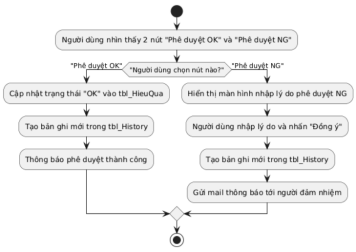 Người dùng nhìn thấy 2 nút "Phê duyệt OK" và "Phê duyệt NG"
"Phê duyệt OK"
"Người dùng chọn nút nào?"
"Phê duyệt NG"
Cập nhật trạng thái "OK" vào tbl_HieuQua
Tạo bản ghi mới trong tbl_History
Thông báo phê duyệt thành công
Hiển thị màn hình nhập lý do phê duyệt NG
Người dùng nhập lý do và nhấn "Đồng ý"
Tạo bản ghi mới trong tbl_History
Gửi mail thông báo tới người đảm nhiệm